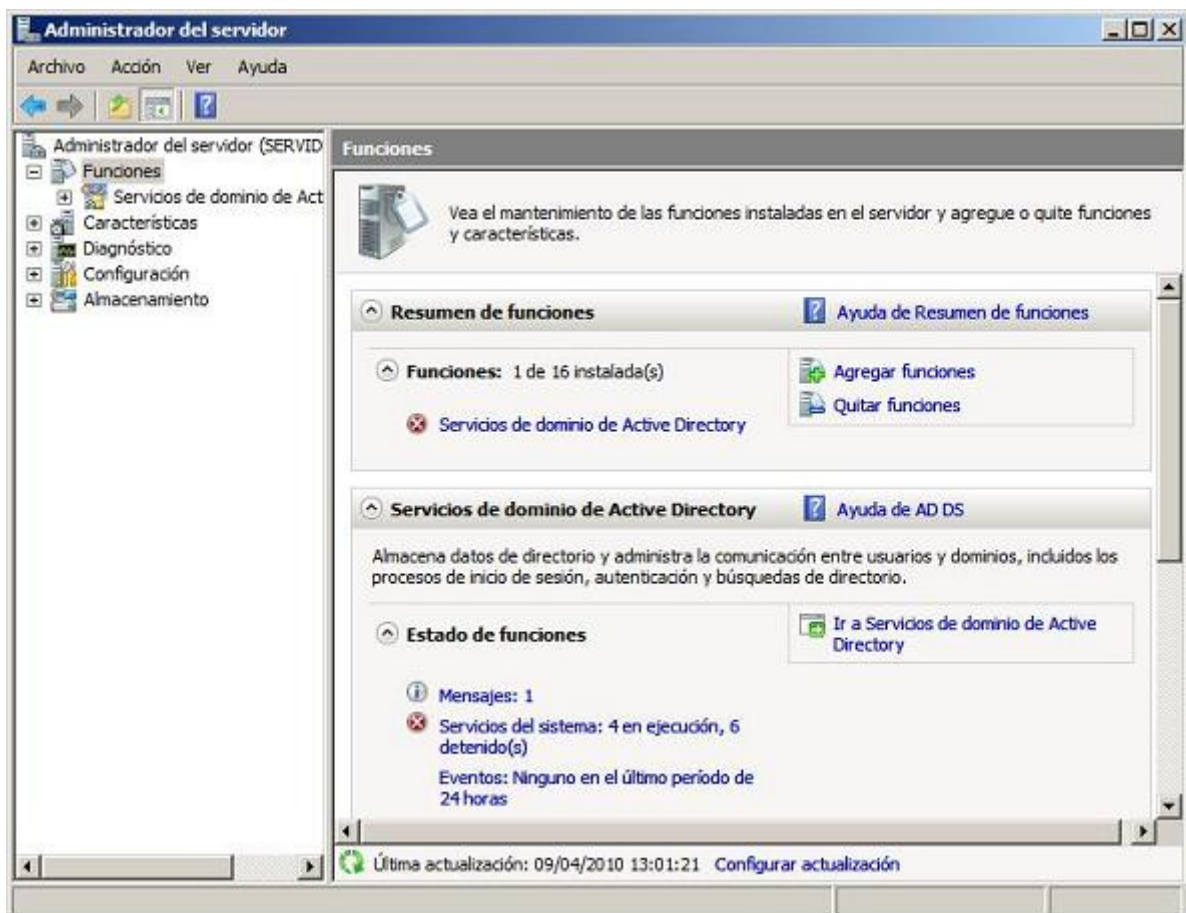 Administrador del servidor
Archivo Acción Ver Ayuda
Administrador del servidor (SERVID
Funciones
Servicios de dominio de Act
Características
Diagnóstico
Configuración
Almacenamiento
Funciones
Vea el mantenimiento de las funciones instaladas en el servidor y agregue o quite funciones
y características.
Resumen de funciones
Ayuda de Resumen de funciones
Funciones: 1 de 16 instalada(s)
Agregar funciones
Quitar funciones
Servicios de dominio de Active Directory
Servicios de dominio de Active Directory
Ayuda de AD DS
Almacena datos de directorio y administra la comunicación entre usuarios y dominios, incluidos los
procesos de inicio de sesión, autenticación y búsquedas de directorio.
Estado de funciones
Ir a Servicios de dominio de Active
Directory
Mensajes: 1
Servicios del sistema: 4 en ejecución, 6
detenido(s)
Eventos: Ninguno en el último período de
24 horas
Última actualización: 09/04/2010 13:01:21 Configurar actualización